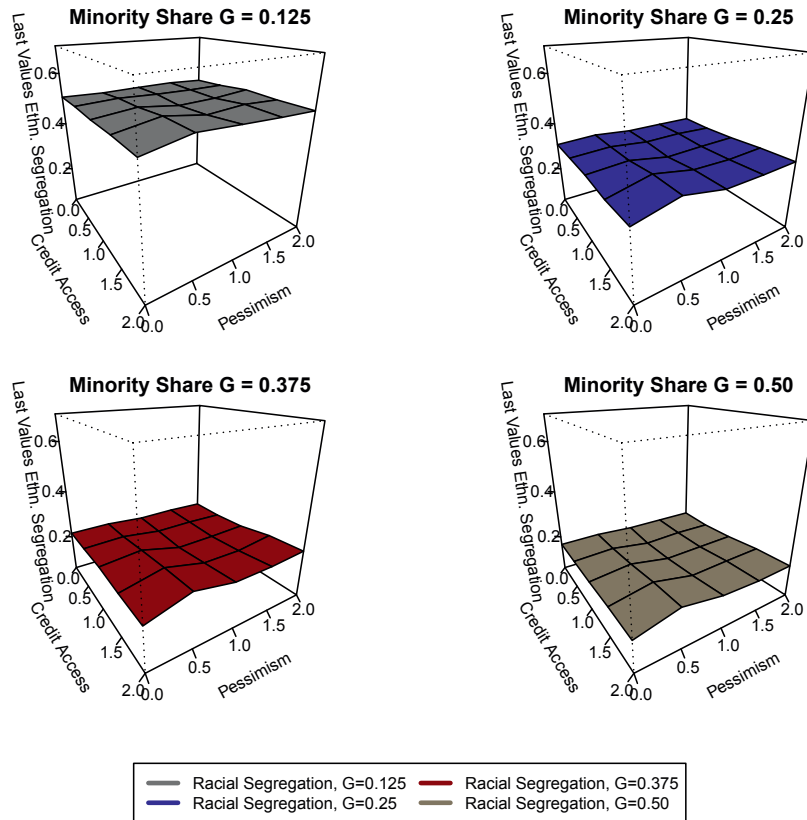 Minority Share G = 0.125
Last Values Ethn. Segregation
0.6
0.4
0.2
0.0
0.5
1.0
1.5
2.0
Credit Access
0.0
0.5
1.0
1.5
2.0
Pessimism
Minority Share G = 0.25
Last Values Ethn. Segregation
0.6
0.4
0.2
0.0
0.5
1.0
1.5
2.0
Credit Access
0.0
0.5
1.0
1.5
2.0
Pessimism
Minority Share G = 0.375
Last Values Ethn. Segregation
0.6
0.4
0.2
0.0
0.5
1.0
1.5
2.0
Credit Access
0.0
0.5
1.0
1.5
2.0
Pessimism
Minority Share G = 0.50
Last Values Ethn. Segregation
0.6
0.4
0.2
0.0
0.5
1.0
1.5
2.0
Credit Access
0.0
0.5
1.0
1.5
2.0
Pessimism
Racial Segregation, G=0.125
Racial Segregation, G=0.25
Racial Segregation, G=0.375
Racial Segregation, G=0.50